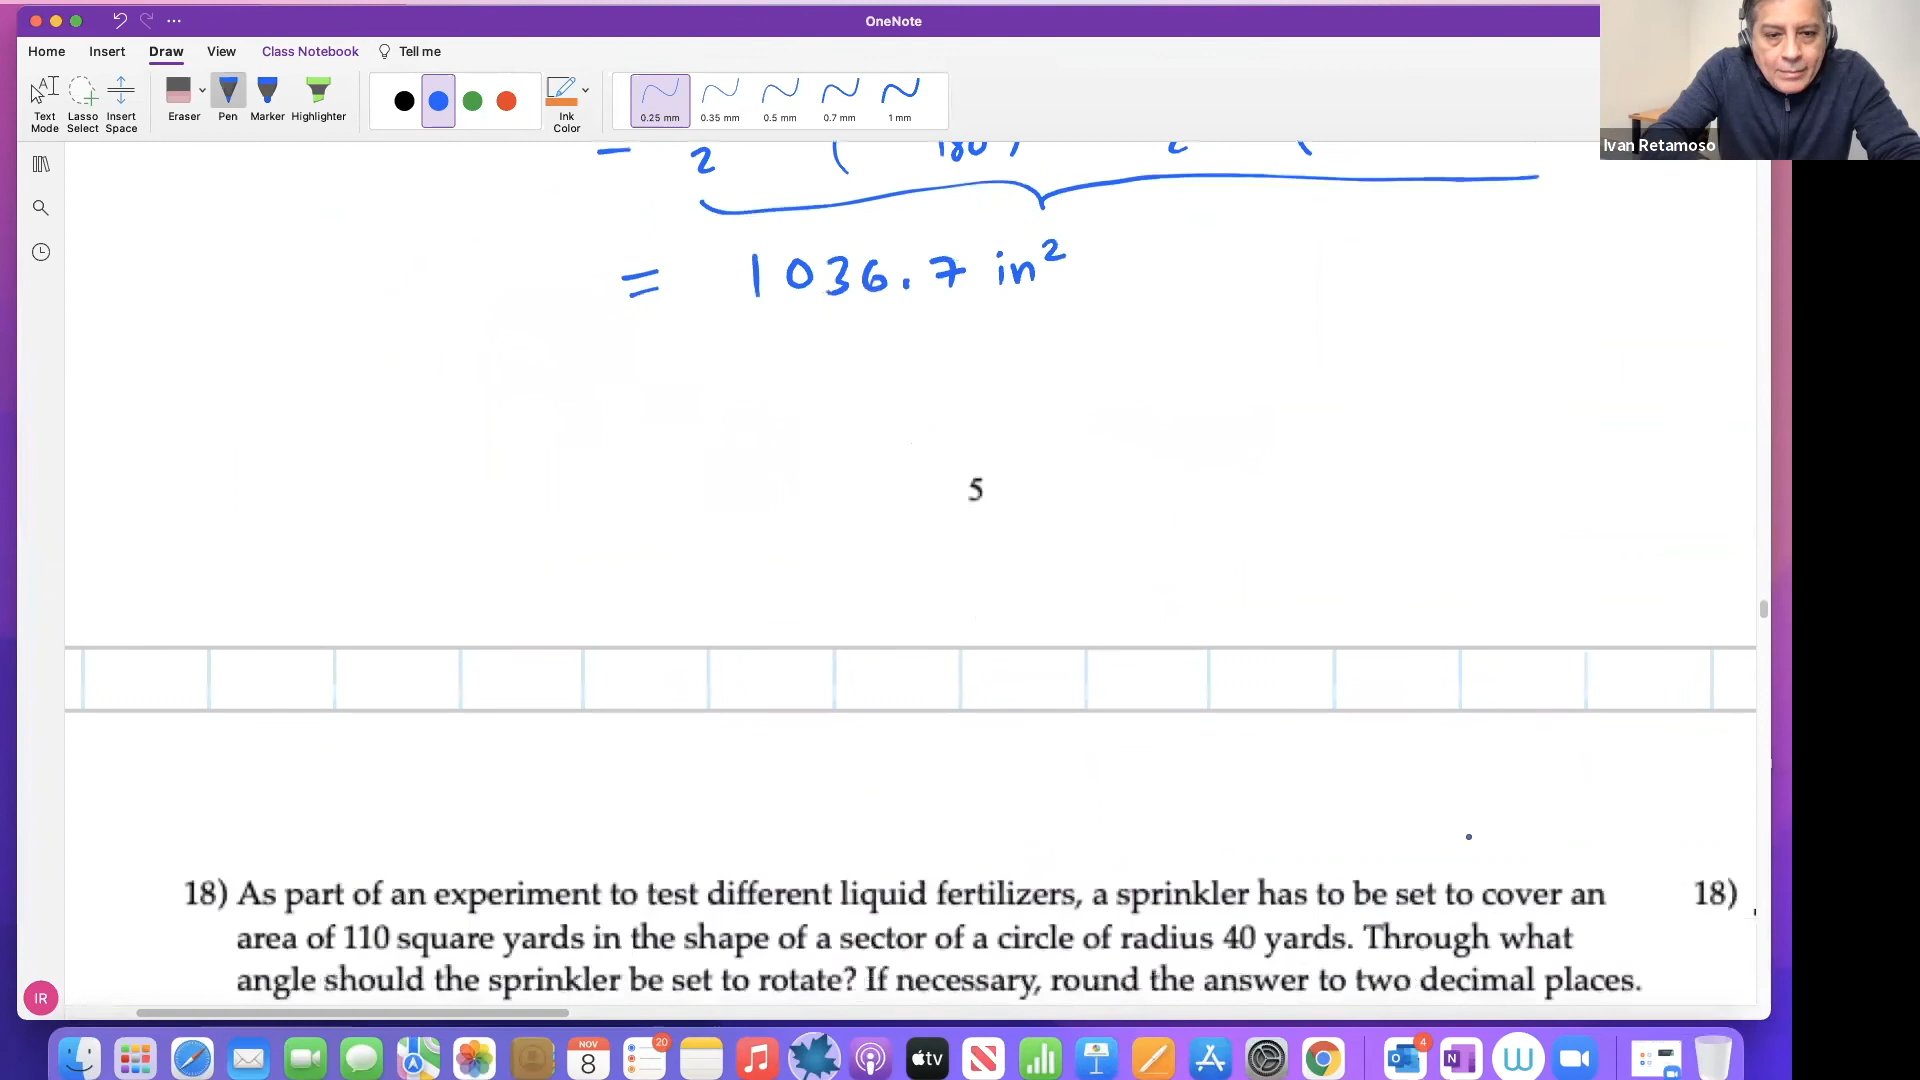 OneNote
Home Insert Draw View Class Notebook Tell me
Text Mode
Lasso Select
Insert Space
Eraser
Pen
Marker
Highlighter
Ink Color
0.25 mm
0.35 mm
0.5 mm
0.7 mm
1 mm
Ivan Retamoso
= 1036.7 in²
5
18) As part of an experiment to test different liquid fertilizers, a sprinkler has to be set to cover an 18)
area of 110 square yards in the shape of a sector of a circle of radius 40 yards. Through what
angle should the sprinkler be set to rotate? If necessary, round the answer to two decimal places.
IR
NOV
8
20
tv
4